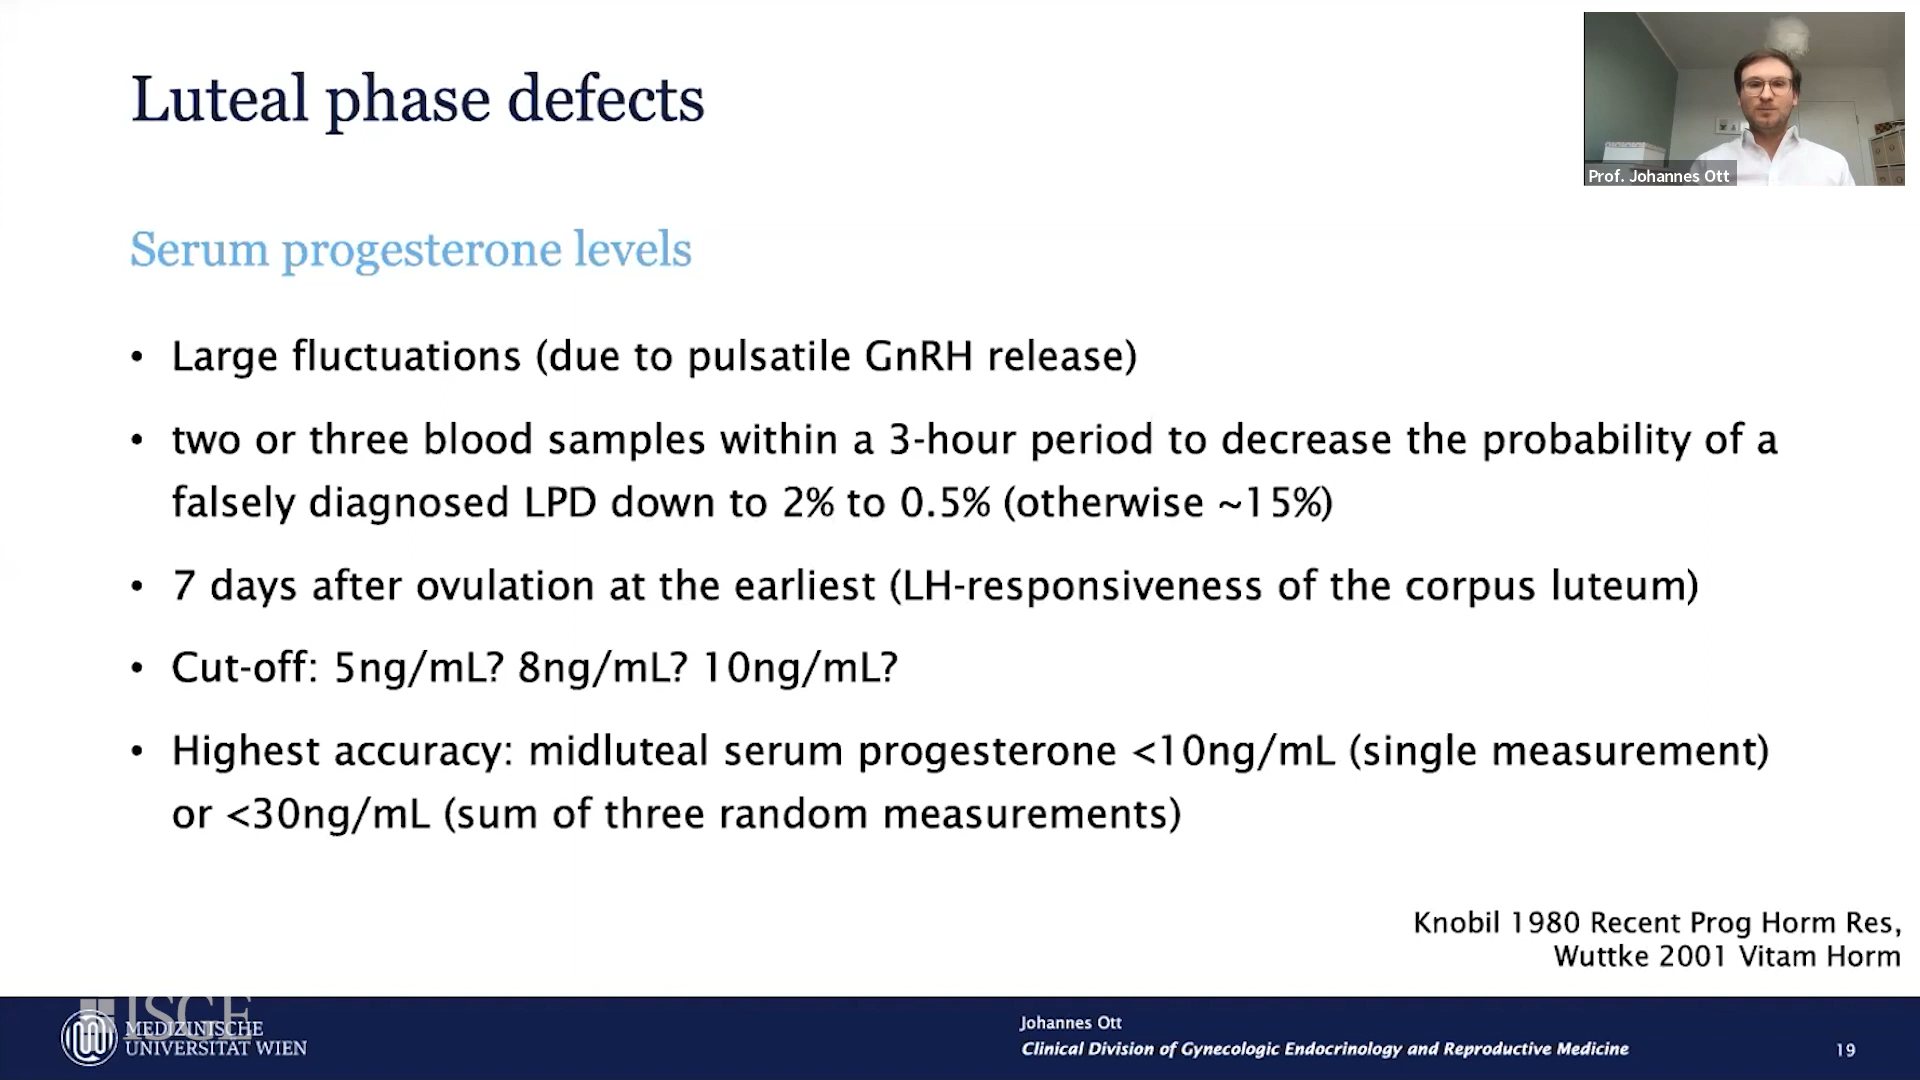 Luteal phase defects
Prof. Johannes Ott
Serum progesterone levels
• Large fluctuations (due to pulsatile GnRH release)
• two or three blood samples within a 3-hour period to decrease the probability of a
falsely diagnosed LPD down to 2% to 0.5% (otherwise ~15%)
• 7 days after ovulation at the earliest (LH-responsiveness of the corpus luteum)
• Cut-off: 5ng/mL? 8ng/mL? 10ng/mL?
• Highest accuracy: midluteal serum progesterone <10ng/mL (single measurement)
or <30ng/mL (sum of three random measurements)
Knobil 1980 Recent Prog Horm Res,
Wuttke 2001 Vitam Horm
ISGE
MEDIZINISCHE
UNIVERSITÄT WIEN
Johannes Ott
Clinical Division of Gynecologic Endocrinology and Reproductive Medicine
19